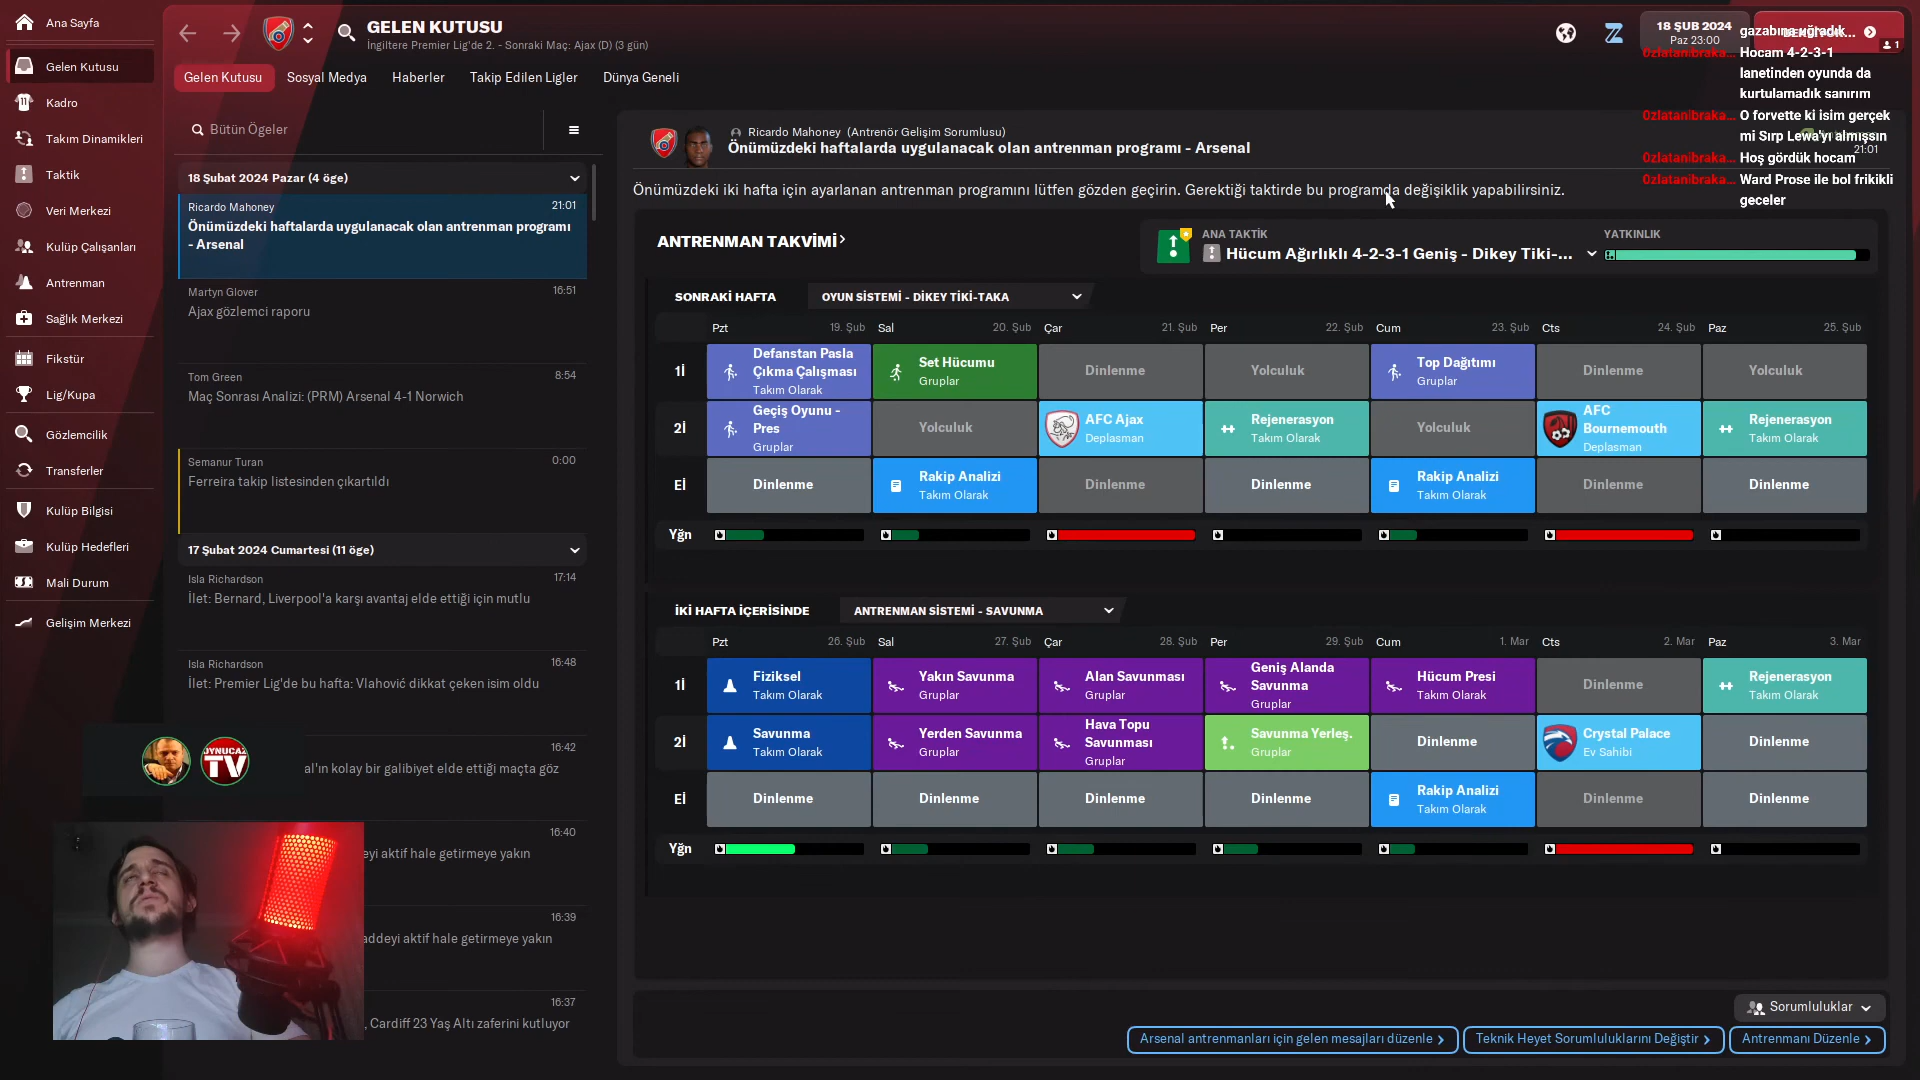 Ana Sayfa
Gelen Kutusu
Kadro
Takım Dinamikleri
Taktik
Veri Merkezi
Kulüp Çalışanları
Antrenman
Sağlık Merkezi
Fikstür
Lig/Kupa
Gözlemcilik
Transferler
Kulüp Bilgisi
Kulüp Hedefleri
Mali Durum
Gelişim Merkezi
GELEN KUTUSU
İngiltere Premier Lig'de 2. - Sonraki Maç: Ajax (D) (3 gün)
18 ŞUB 2024
Paz 23:00
1
Gelen Kutusu
Sosyal Medya
Haberler
Takip Edilen Ligler
Dünya Geneli
gazabına uğradık
0zlatanibraka... Hocam 4-2-3-1
lanetinden oyunda da
kurtulamadık sanırım
0zlatanibraka... O forvette ki isim gerçek
mi Sırp Lewa'yı almışsın
0zlatanibraka... Hoş gördük hocam
0zlatanibraka... Ward Prose ile bol frikikli
geceler
Bütün Ögeler
18 Şubat 2024 Pazar (4 öge)
Ricardo Mahoney 21:01
Önümüzdeki haftalarda uygulanacak olan antrenman programı
- Arsenal
Martyn Glover 16:51
Ajax gözlemci raporu
Tom Green 8:54
Maç Sonrası Analizi: (PRM) Arsenal 4-1 Norwich
Semanur Turan 0:00
Ferreira takip listesinden çıkartıldı
17 Şubat 2024 Cumartesi (11 öge)
Isla Richardson 17:14
İlet: Bernard, Liverpool'a karşı avantaj elde ettiği için mutlu
Isla Richardson 16:48
İlet: Premier Lig'de bu hafta: Vlahović dikkat çeken isim oldu
16:42
al'ın kolay bir galibiyet elde ettiği maçta göz
OYNUCAZ
TV
16:40
eyi aktif hale getirmeye yakın
16:39
addeyi aktif hale getirmeye yakın
16:37
, Cardiff 23 Yaş Altı zaferini kutluyor
Ricardo Mahoney (Antrenör Gelişim Sorumlusu)
Önümüzdeki haftalarda uygulanacak olan antrenman programı - Arsenal
21:01
Önümüzdeki iki hafta için ayarlanan antrenman programını lütfen gözden geçirin. Gerektiği taktirde bu programda değişiklik yapabilirsiniz.
ANTRENMAN TAKVİMİ
ANA TAKTİK
Hücum Ağırlıklı 4-2-3-1 Geniş - Dikey Tiki-...
YATKINLIK
SONRAKİ HAFTA
OYUN SİSTEMİ - DİKEY TİKİ-TAKA
Pzt 19. Şub Sal 20. Şub Çar 21. Şub Per 22. Şub Cum 23. Şub Cts 24. Şub Paz 25. Şub
1İ
Defanstan Pasla
Çıkma Çalışması
Takım Olarak
Set Hücumu
Gruplar
Dinlenme
Yolculuk
Top Dağıtımı
Gruplar
Dinlenme
Yolculuk
2İ
Geçiş Oyunu -
Pres
Gruplar
Yolculuk
AFC Ajax
Deplasman
Rejenerasyon
Takım Olarak
Yolculuk
AFC
Bournemouth
Deplasman
Rejenerasyon
Takım Olarak
Eİ
Dinlenme
Rakip Analizi
Takım Olarak
Dinlenme
Dinlenme
Rakip Analizi
Takım Olarak
Dinlenme
Dinlenme
Yğn
İKİ HAFTA İÇERİSİNDE
ANTRENMAN SİSTEMİ - SAVUNMA
Pzt 26. Şub Sal 27. Şub Çar 28. Şub Per 29. Şub Cum 1. Mar Cts 2. Mar Paz 3. Mar
1İ
Fiziksel
Takım Olarak
Yakın Savunma
Gruplar
Alan Savunması
Gruplar
Geniş Alanda
Savunma
Gruplar
Hücum Presi
Takım Olarak
Dinlenme
Rejenerasyon
Takım Olarak
2İ
Savunma
Takım Olarak
Yerden Savunma
Gruplar
Hava Topu
Savunması
Gruplar
Savunma Yerleş.
Gruplar
Dinlenme
Crystal Palace
Ev Sahibi
Dinlenme
Eİ
Dinlenme
Dinlenme
Dinlenme
Dinlenme
Rakip Analizi
Takım Olarak
Dinlenme
Dinlenme
Yğn
Sorumluluklar
Arsenal antrenmanları için gelen mesajları düzenle
Teknik Heyet Sorumluluklarını Değiştir
Antrenmanı Düzenle